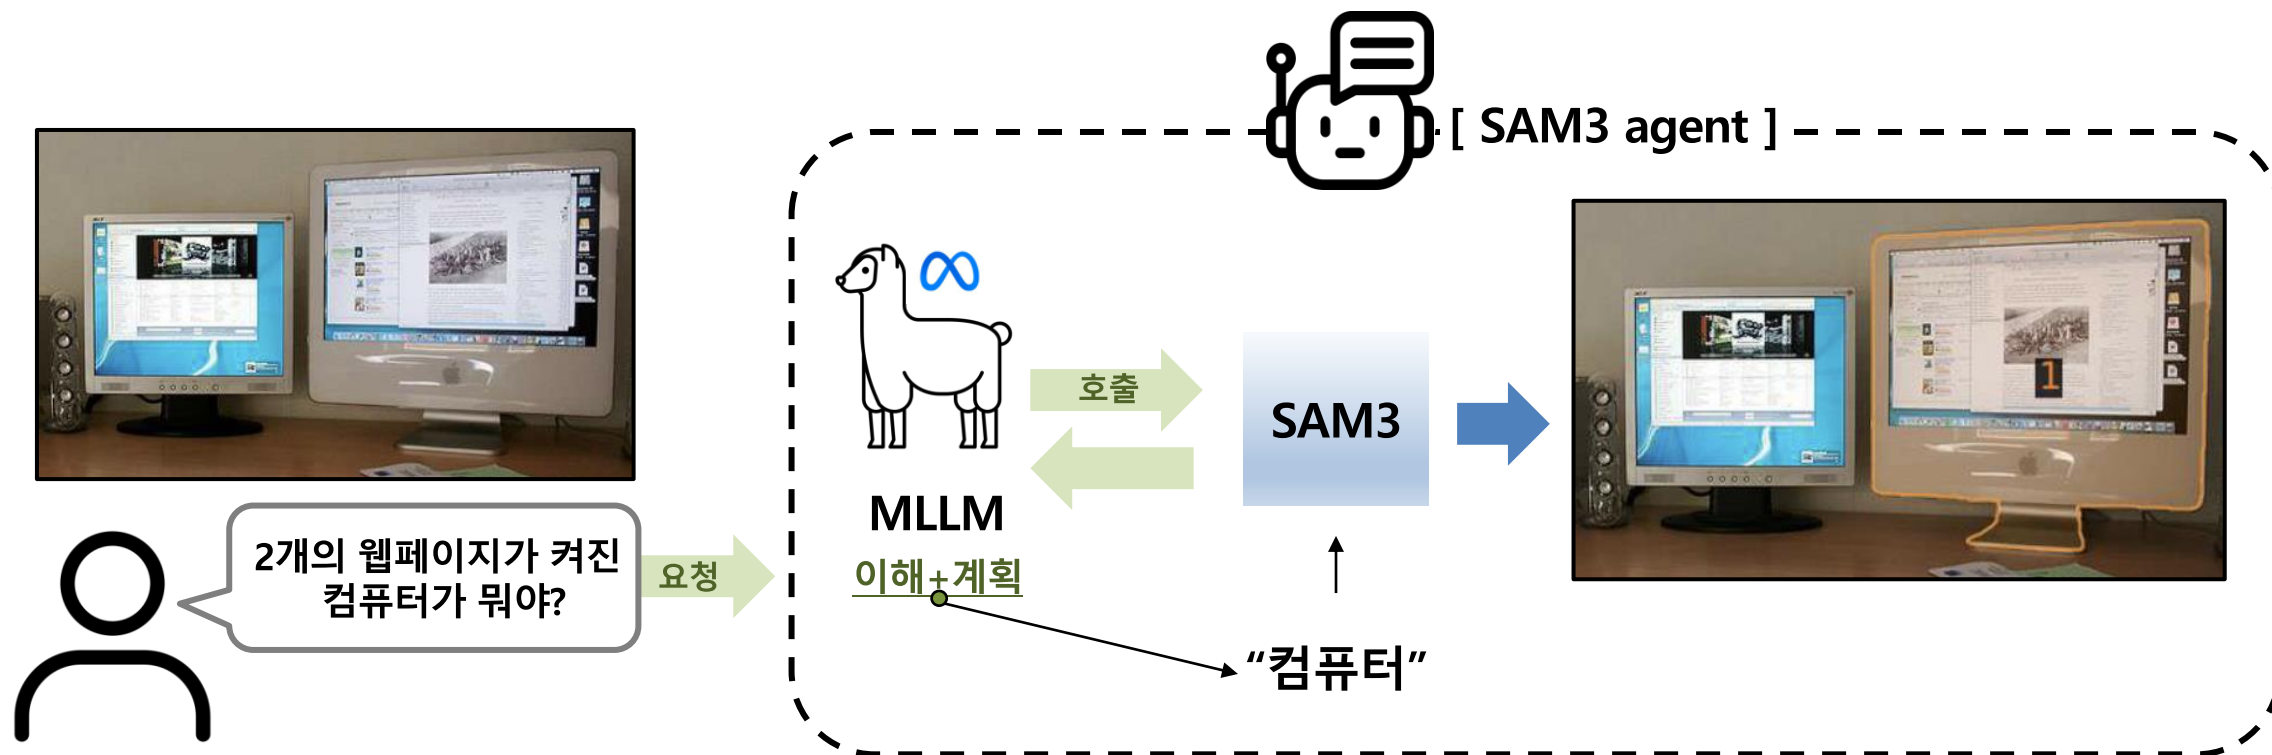 [ SAM3 agent ]
2개의 웹페이지가 켜진
컴퓨터가 뭐야?
요청
MLLM
이해+계획
호출
SAM3
“컴퓨터”
1